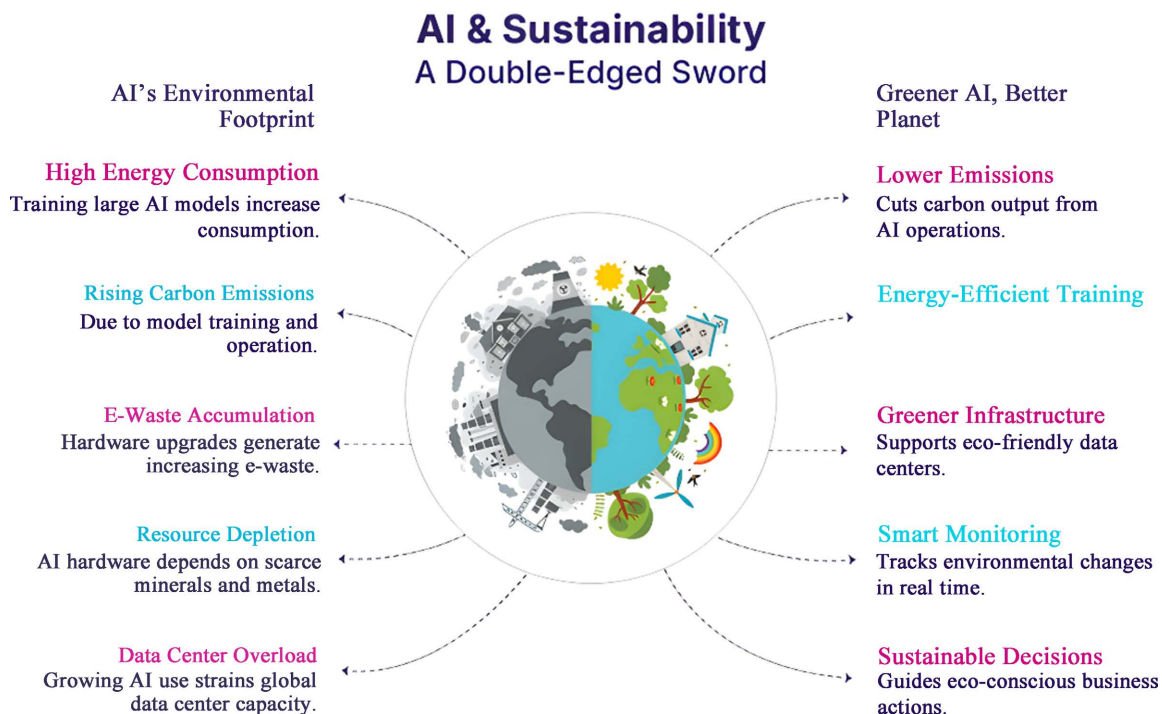 AI & Sustainability
A Double-Edged Sword
AI's Environmental
Footprint
High Energy Consumption
Training large AI models increase
consumption.
Rising Carbon Emissions
Due to model training and
operation.
E-Waste Accumulation
Hardware upgrades generate
increasing e-waste.
Resource Depletion
AI hardware depends on scarce
minerals and metals.
Data Center Overload
Growing AI use strains global
data center capacity.
Greener AI, Better
Planet
Lower Emissions
Cuts carbon output from
AI operations.
Energy-Efficient Training
Greener Infrastructure
Supports eco-friendly data
centers.
Smart Monitoring
Tracks environmental changes
in real time.
Sustainable Decisions
Guides eco-conscious business
actions.